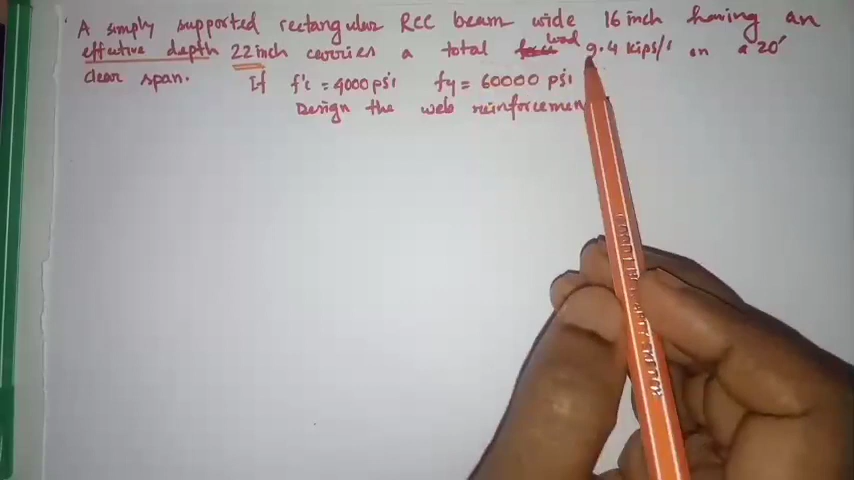 A simply supported rectangular RCC beam wide 16 inch having an
effective depth 22 inch carries a total load 9.4 kips/' on a 20'
clear span. If f'c = 4000 psi fy = 60000 psi
Design the web reinforcemen